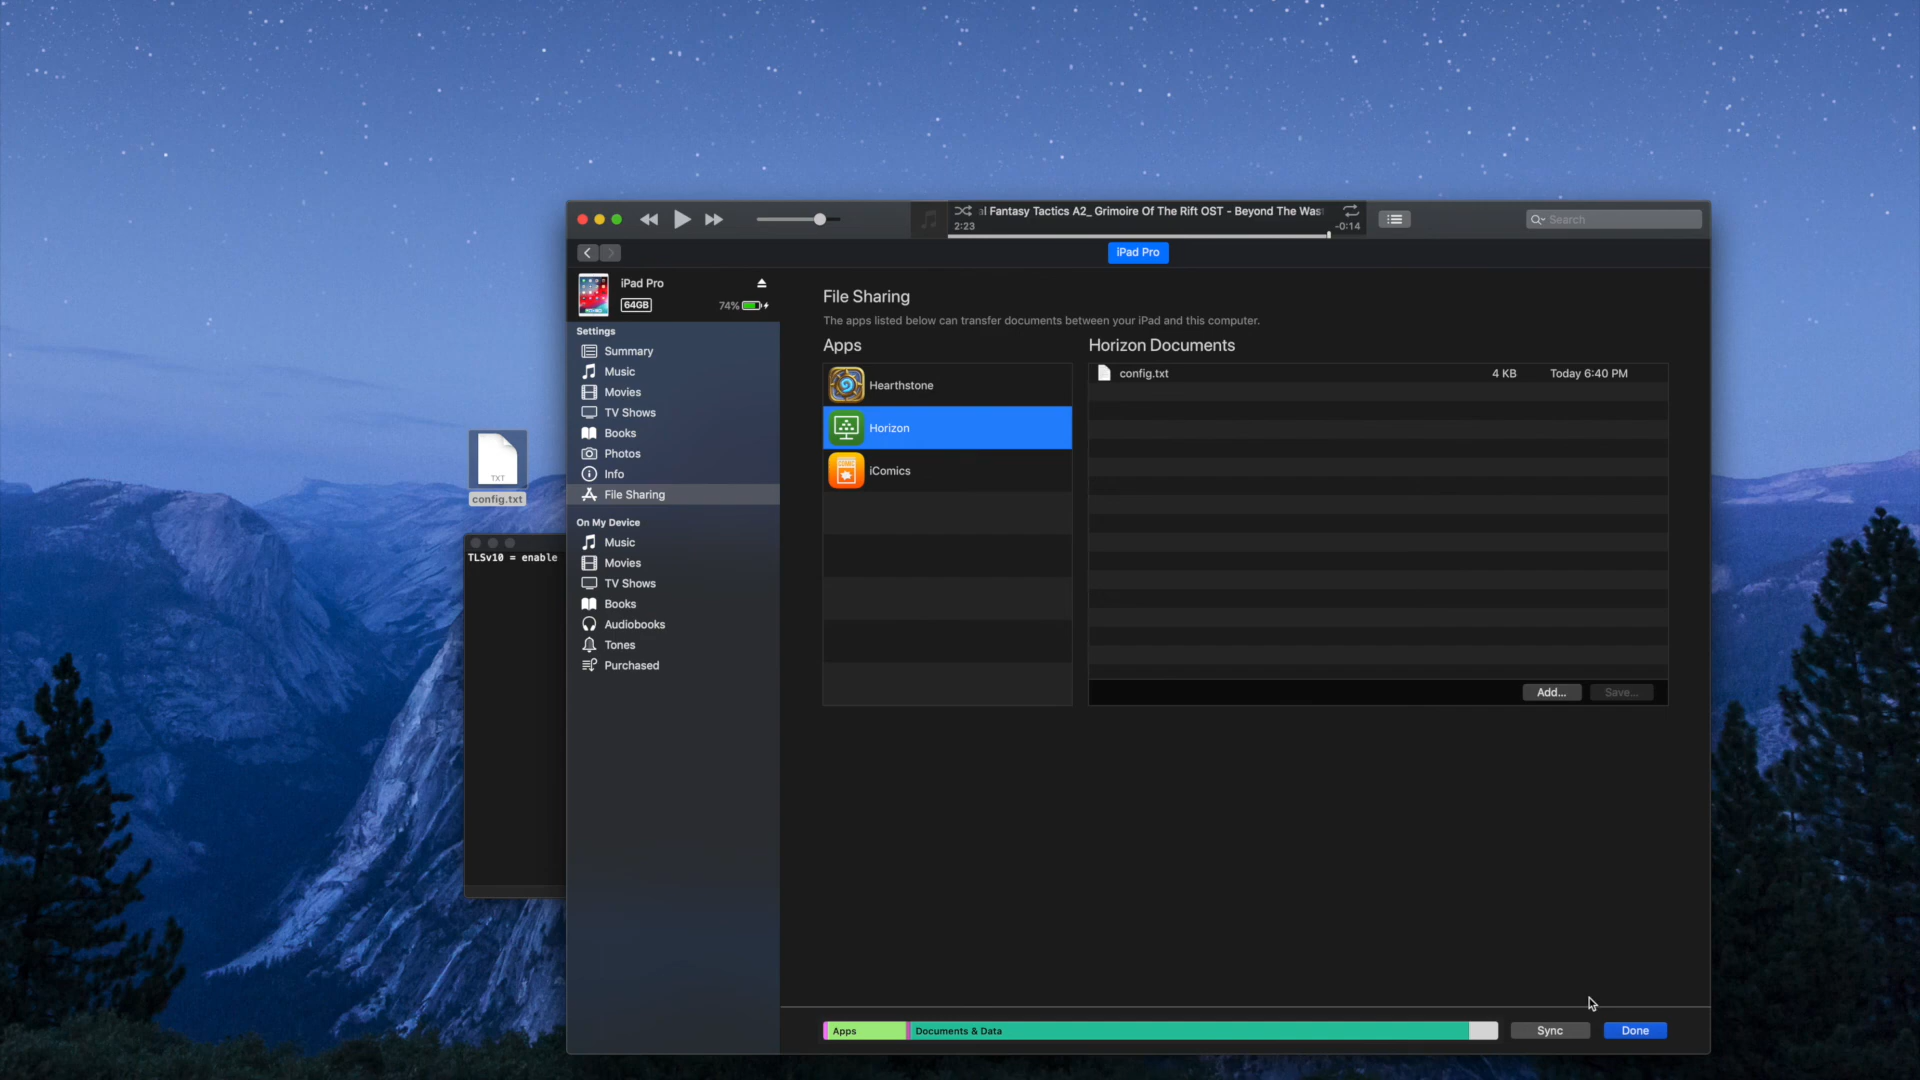 al Fantasy Tactics A2_ Grimoire Of The Rift OST - Beyond The Was
2:23
-0:14
Search
iPad Pro
iPad Pro
64GB
74%
Settings
Summary
Music
Movies
TV Shows
Books
Photos
Info
File Sharing
On My Device
Music
Movies
TV Shows
Books
Audiobooks
Tones
Purchased
TXT
config.txt
TLSv10 = enable
File Sharing
The apps listed below can transfer documents between your iPad and this computer.
Apps
Hearthstone
Horizon
iComics
Horizon Documents
config.txt 4 KB Today 6:40 PM
Add...
Save...
Apps
Documents & Data
Sync
Done